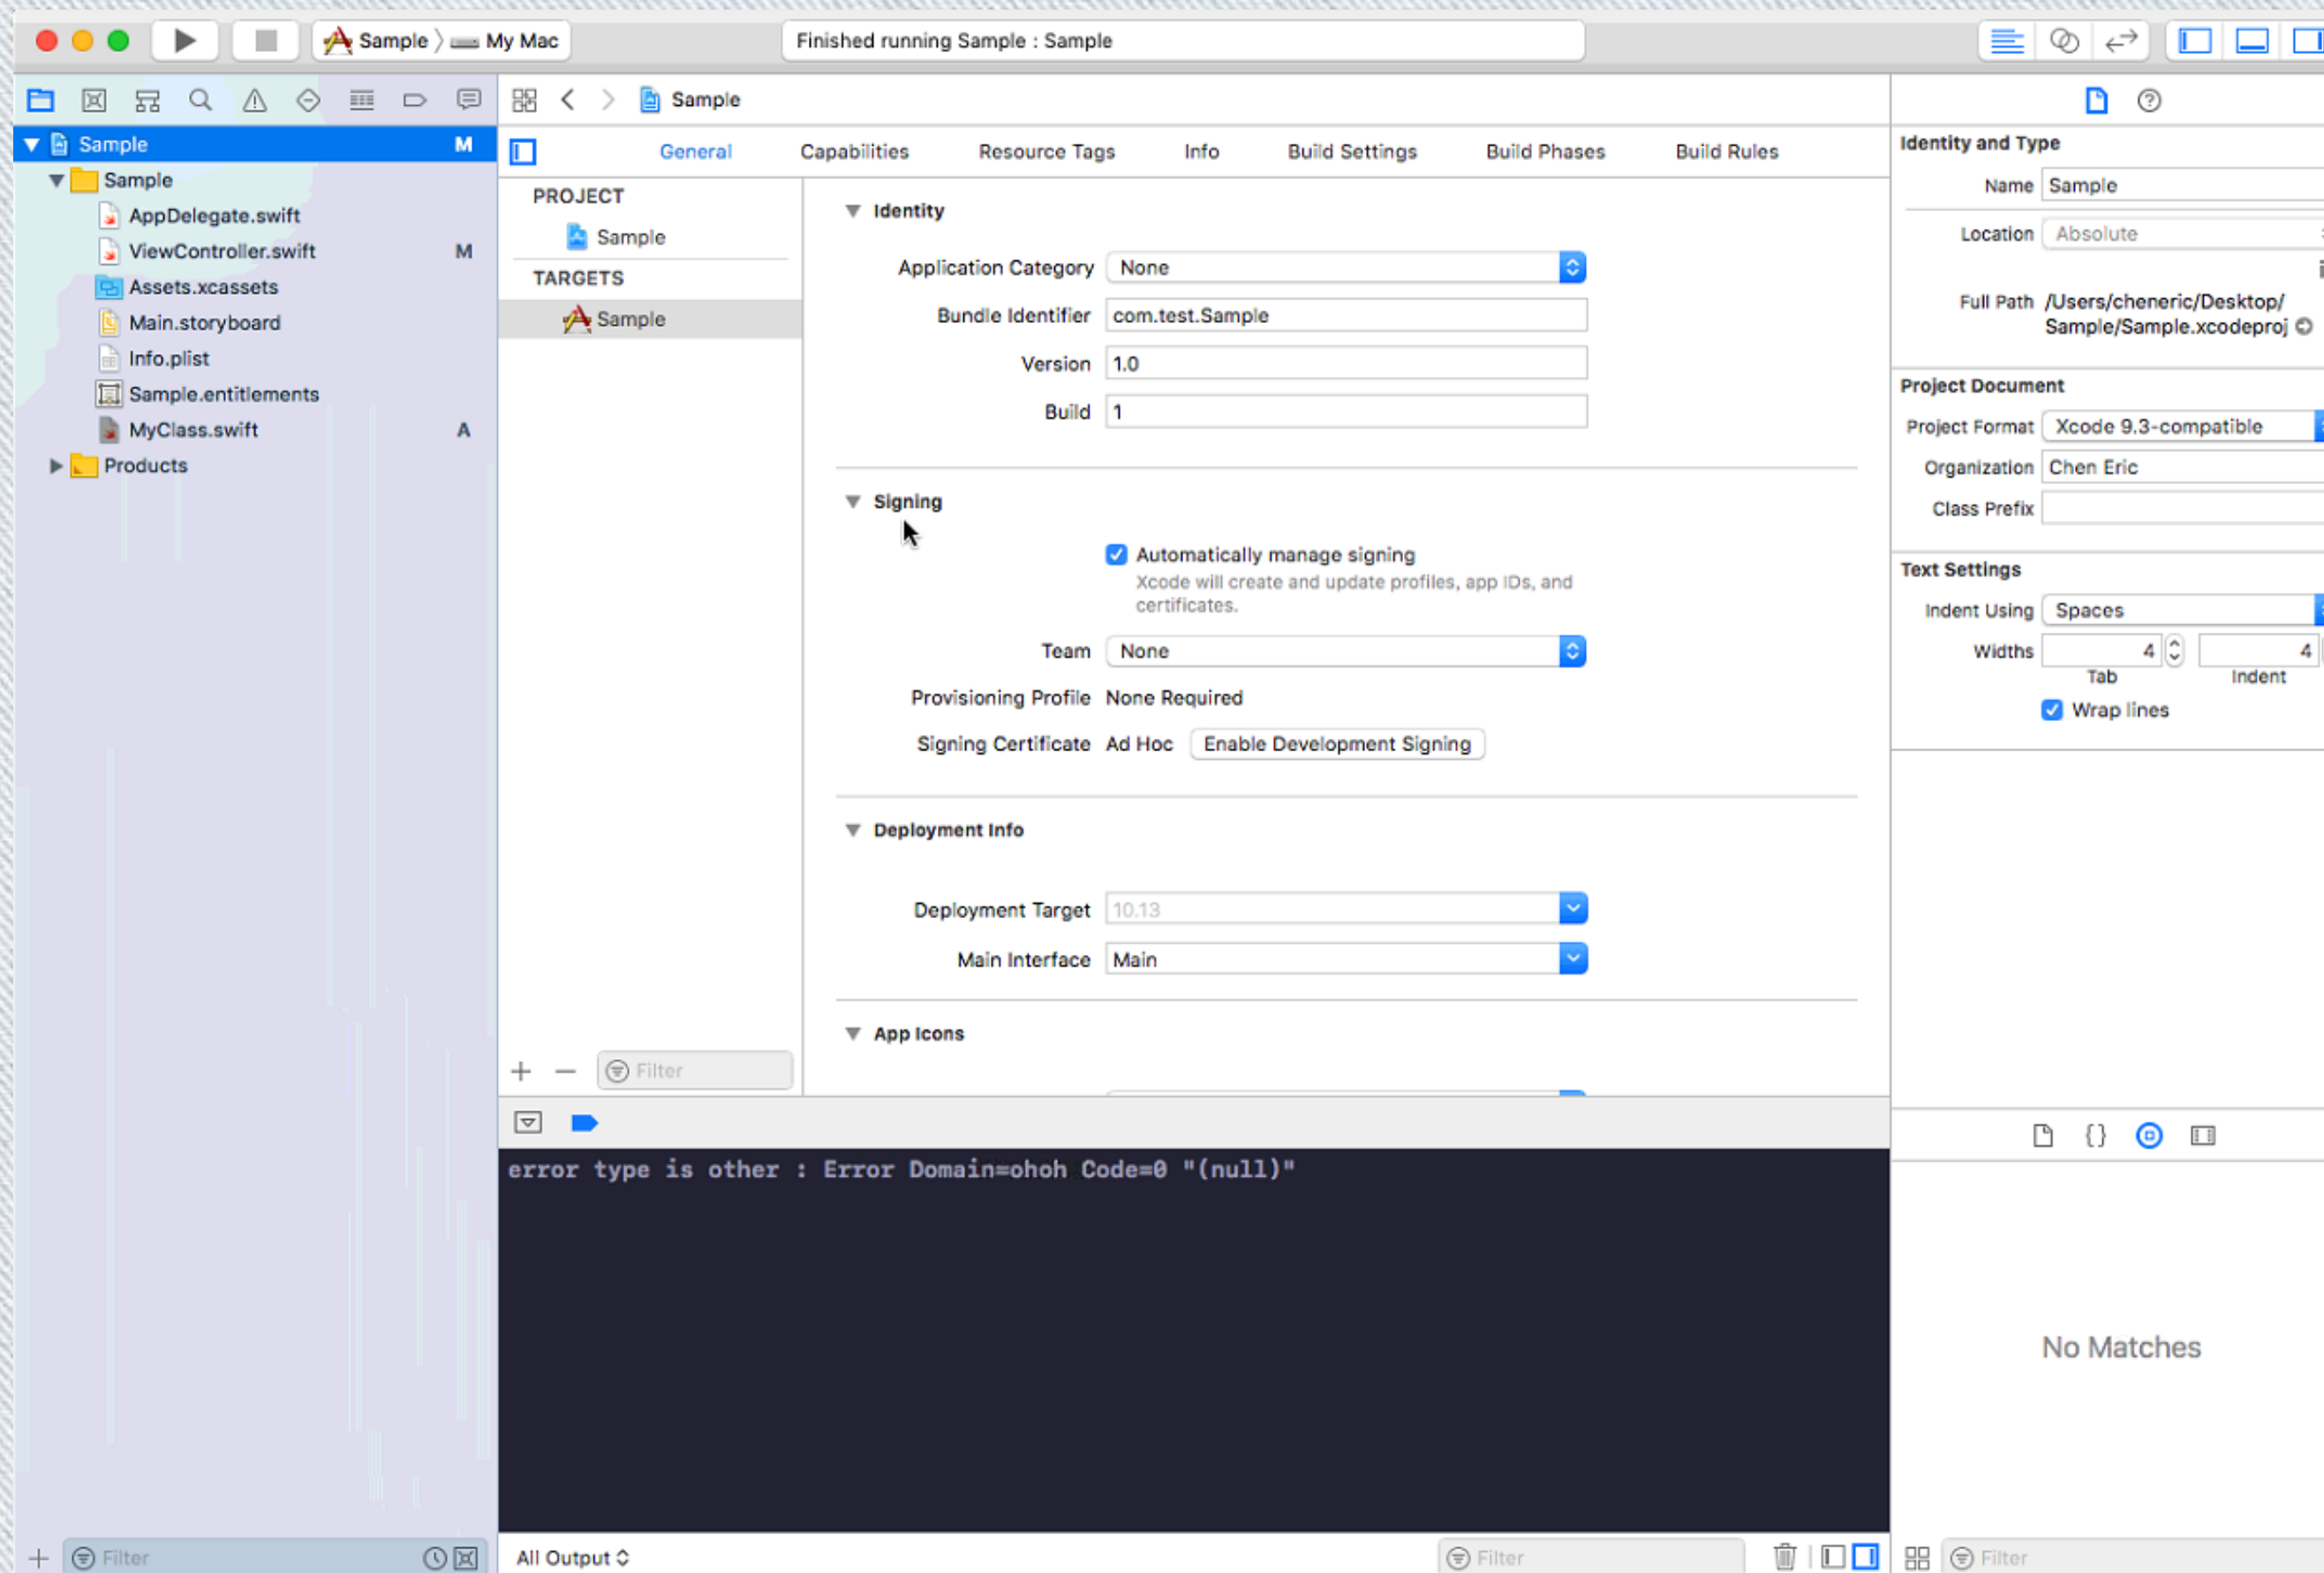 Sample
My Mac
Finished running Sample : Sample
Sample
M
Sample
AppDelegate.swift
ViewController.swift
M
Assets.xcassets
Main.storyboard
Info.plist
Sample.entitlements
MyClass.swift
A
Products
Filter
Sample
General
Capabilities
Resource Tags
Info
Build Settings
Build Phases
Build Rules
PROJECT
Sample
TARGETS
Sample
Filter
Identity
Application Category
None
Bundle Identifier
com.test.Sample
Version
1.0
Build
1
Signing
Automatically manage signing
Xcode will create and update profiles, app IDs, and
certificates.
Team
None
Provisioning Profile
None Required
Signing Certificate
Ad Hoc
Enable Development Signing
Deployment Info
Deployment Target
10.13
Main Interface
Main
App Icons
error type is other : Error Domain=ohoh Code=0 "(null)"
All Output
Filter
Identity and Type
Name
Sample
Location
Absolute
Full Path
/Users/cheneric/Desktop/
Sample/Sample.xcodeproj
Project Document
Project Format
Xcode 9.3-compatible
Organization
Chen Eric
Class Prefix
Text Settings
Indent Using
Spaces
Widths
4
4
Tab
Indent
Wrap lines
No Matches
Filter